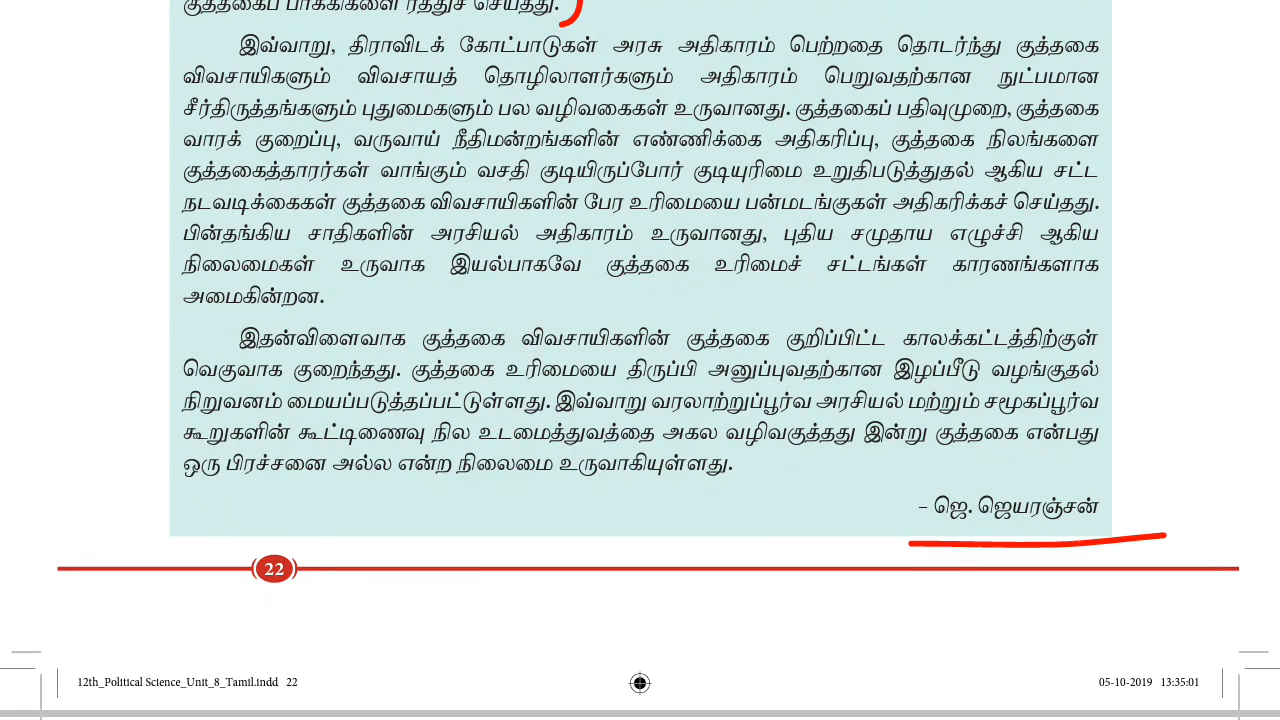 குத்தகைப் பாக்கிகளை ரத்துச் செய்தது.
இவ்வாறு, திராவிடக் கோட்பாடுகள் அரசு அதிகாரம் பெற்றதை தொடர்ந்து குத்தகை
விவசாயிகளும் விவசாயத் தொழிலாளர்களும் அதிகாரம் பெறுவதற்கான நுட்பமான
சீர்திருத்தங்களும் புதுமைகளும் பல வழிவகைகள் உருவானது. குத்தகைப் பதிவுமுறை, குத்தகை
வாரக் குறைப்பு, வருவாய் நீதிமன்றங்களின் எண்ணிக்கை அதிகரிப்பு, குத்தகை நிலங்களை
குத்தகைத்தாரர்கள் வாங்கும் வசதி குடியிருப்போர் குடியுரிமை உறுதிபடுத்துதல் ஆகிய சட்ட
நடவடிக்கைகள் குத்தகை விவசாயிகளின் பேர உரிமையை பன்மடங்குகள் அதிகரிக்கச் செய்தது.
பின்தங்கிய சாதிகளின் அரசியல் அதிகாரம் உருவானது, புதிய சமுதாய எழுச்சி ஆகிய
நிலைமைகள் உருவாக இயல்பாகவே குத்தகை உரிமைச் சட்டங்கள் காரணங்களாக
அமைகின்றன.
இதன்விளைவாக குத்தகை விவசாயிகளின் குத்தகை குறிப்பிட்ட காலக்கட்டத்திற்குள்
வெகுவாக குறைந்தது. குத்தகை உரிமையை திருப்பி அனுப்புவதற்கான இழப்பீடு வழங்குதல்
நிறுவனம் மையப்படுத்தப்பட்டுள்ளது. இவ்வாறு வரலாற்றுப்பூர்வ அரசியல் மற்றும் சமூகப்பூர்வ
கூறுகளின் கூட்டிணைவு நில உடமைத்துவத்தை அகல வழிவகுத்தது இன்று குத்தகை என்பது
ஒரு பிரச்சனை அல்ல என்ற நிலைமை உருவாகியுள்ளது.
– ஜெ. ஜெயரஞ்சன்
22
12th_Political Science_Unit_8_Tamil.indd 22
05-10-2019 13:35:01